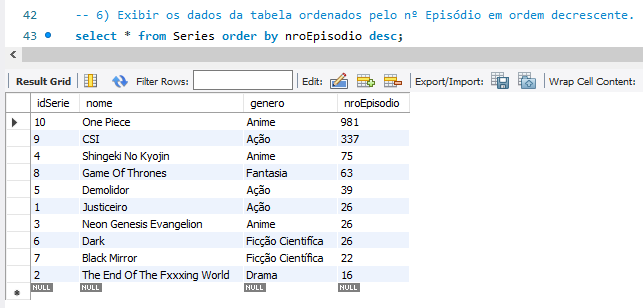 42 -- 6) Exibir os dados da tabela ordenados pelo nº Episódio em ordem decrescente.
43 select * from Series order by nroEpisodio desc;
Result Grid Filter Rows: Edit: Export/Import: Wrap Cell Content:
idSerie nome genero nroEpisodio
10 One Piece Anime 981
9 CSI Ação 337
4 Shingeki No Kyojin Anime 75
8 Game Of Thrones Fantasia 63
5 Demolidor Ação 39
1 Justiceiro Ação 26
3 Neon Genesis Evangelion Anime 26
6 Dark Ficção Científica 26
7 Black Mirror Ficção Científica 22
2 The End Of The Fxxxing World Drama 16
NULL NULL NULL NULL